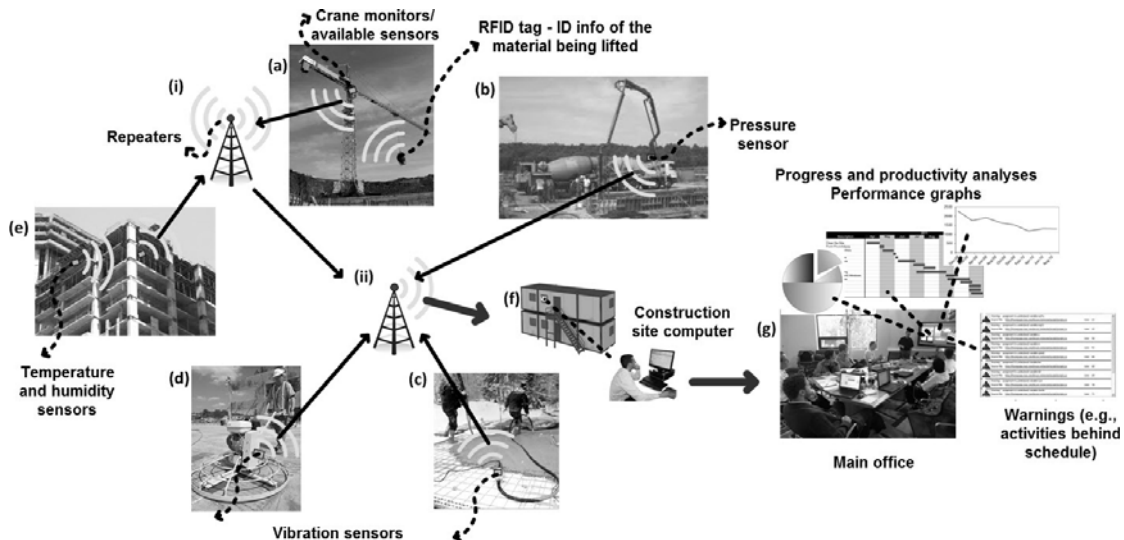 Crane monitors/
available sensors
RFID tag - ID info of the
material being lifted
(a)
(b)
(i)
Repeaters
Pressure
sensor
Progress and productivity analyses
Performance graphs
(e)
(ii)
(f)
Construction
site computer
(g)
Temperature
and humidity
sensors
(d)
(c)
Warnings (e.g.,
activities behind
schedule)
Main office
Vibration sensors